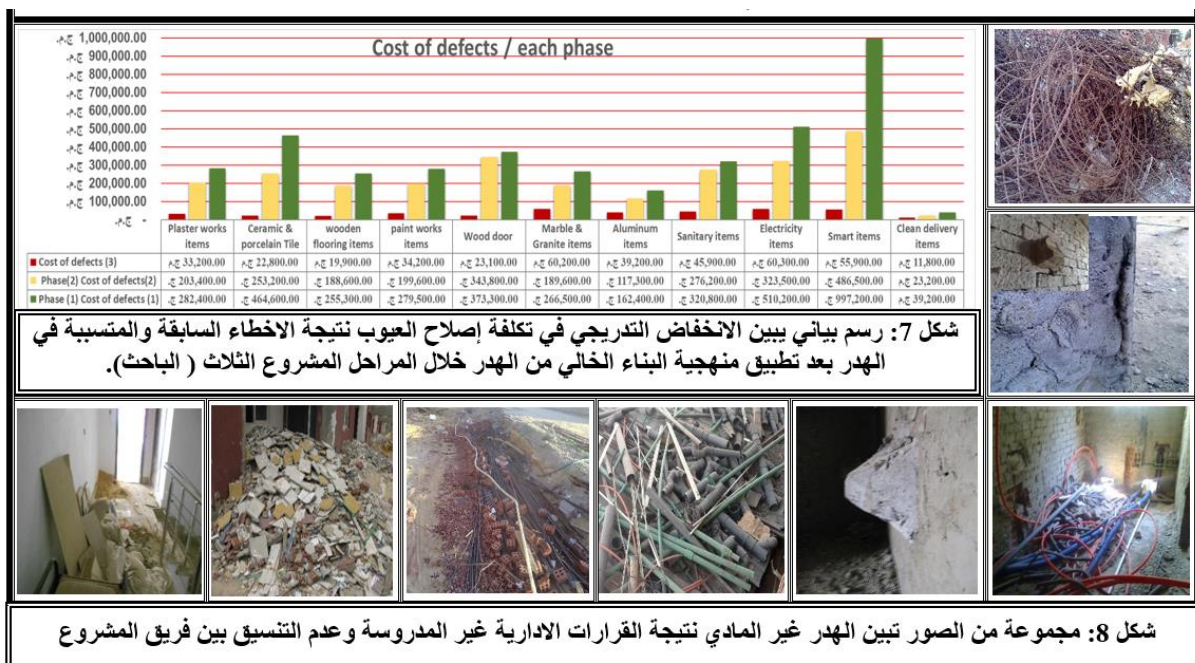 Cost of defects / each phase
ج.م. 1,000,000.00
ج.م. 900,000.00
ج.م. 800,000.00
ج.م. 700,000.00
ج.م. 600,000.00
ج.م. 500,000.00
ج.م. 400,000.00
ج.م. 300,000.00
ج.م. 200,000.00
ج.م. 100,000.00
ج.م. -
Plaster works items
Ceramic & porcelain Tile
wooden flooring items
paint works items
Wood door
Marble & Granite items
Aluminum items
Sanitary items
Electricity items
Smart items
Clean delivery items
Cost of defects (3) ج.م 33,200.00 ج.م 22,800.00 ج.م 19,900.00 ج.م 34,200.00 ج.م 23,100.00 ج.م 60,200.00 ج.م 39,200.00 ج.م 45,900.00 ج.م 60,300.00 ج.م 55,900.00 ج.م 11,800.00
Phase(2) Cost of defects(2) ج. 203,400.00 ج. 253,200.00 ج. 188,600.00 ج. 199,600.00 ج. 343,800.00 ج. 189,600.00 ج. 117,300.00 ج. 276,200.00 ج. 323,500.00 ج. 486,500.00 ج.م 23,200.00
Phase (1) Cost of defects (1) ج. 282,400.00 ج. 464,600.00 ج. 255,300.00 ج. 279,500.00 ج. 373,300.00 ج. 266,500.00 ج. 162,400.00 ج. 320,800.00 ج. 510,200.00 ج. 997,200.00 ج.م 39,200.00
شكل 7: رسم بياني يبين الانخفاض التدريجي في تكلفة إصلاح العيوب نتيجة الاخطاء السابقة والمتسببة في
الهدر بعد تطبيق منهجية البناء الخالي من الهدر خلال المراحل المشروع الثلاث ( الباحث).
شكل 8: مجموعة من الصور تبين الهدر غير المادي نتيجة القرارات الادارية غير المدروسة وعدم التنسيق بين فريق المشروع